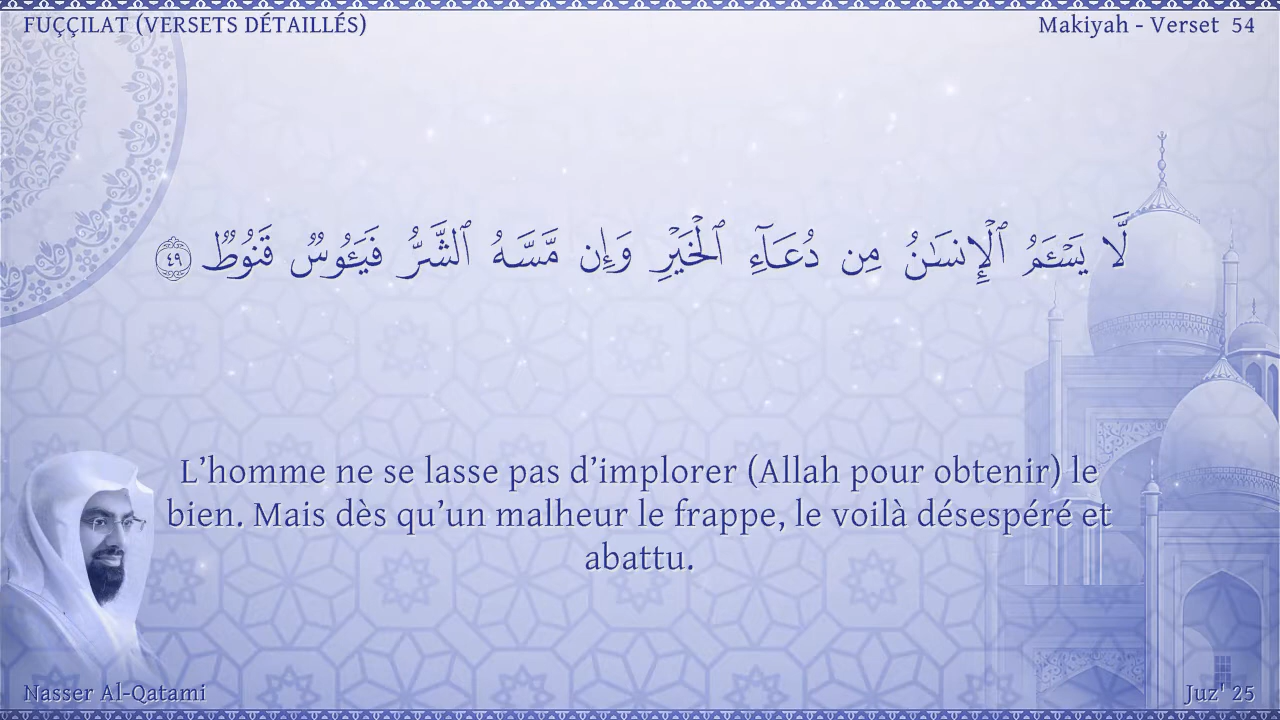 FUÇÇILAT (VERSETS DÉTAILLÉS)
Makiyah - Verset 54
لَّا يَسْـَٔمُ ٱلْإِنسَـٰنُ مِن دُعَآءِ ٱلْخَيْرِ وَإِن مَّسَّهُ ٱلشَّرُّ فَيَـُٔوسٌ قَنُوطٌ ٤٩
L’homme ne se lasse pas d’implorer (Allah pour obtenir) le
bien. Mais dès qu’un malheur le frappe, le voilà désespéré et
abattu.
Nasser Al-Qatami
Juz' 25